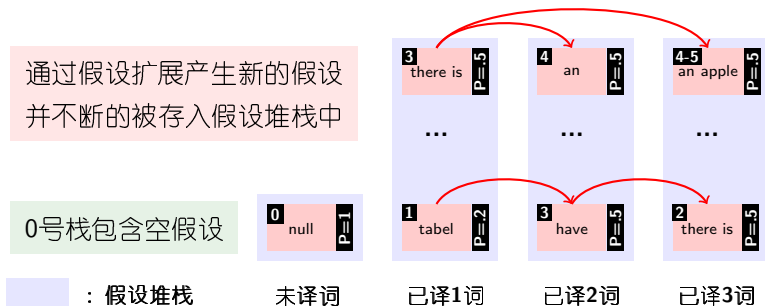 通过假设扩展产生新的假设
并不断的被存入假设堆栈中
3 there is P=.5
4 an P=.5
4-5 an apple P=.5
... ... ...
0号栈包含空假设
0 null P=1
1 tabel P=.2
3 have P=.5
2 there is P=.5
：假设堆栈
未译词
已译1词
已译2词
已译3词